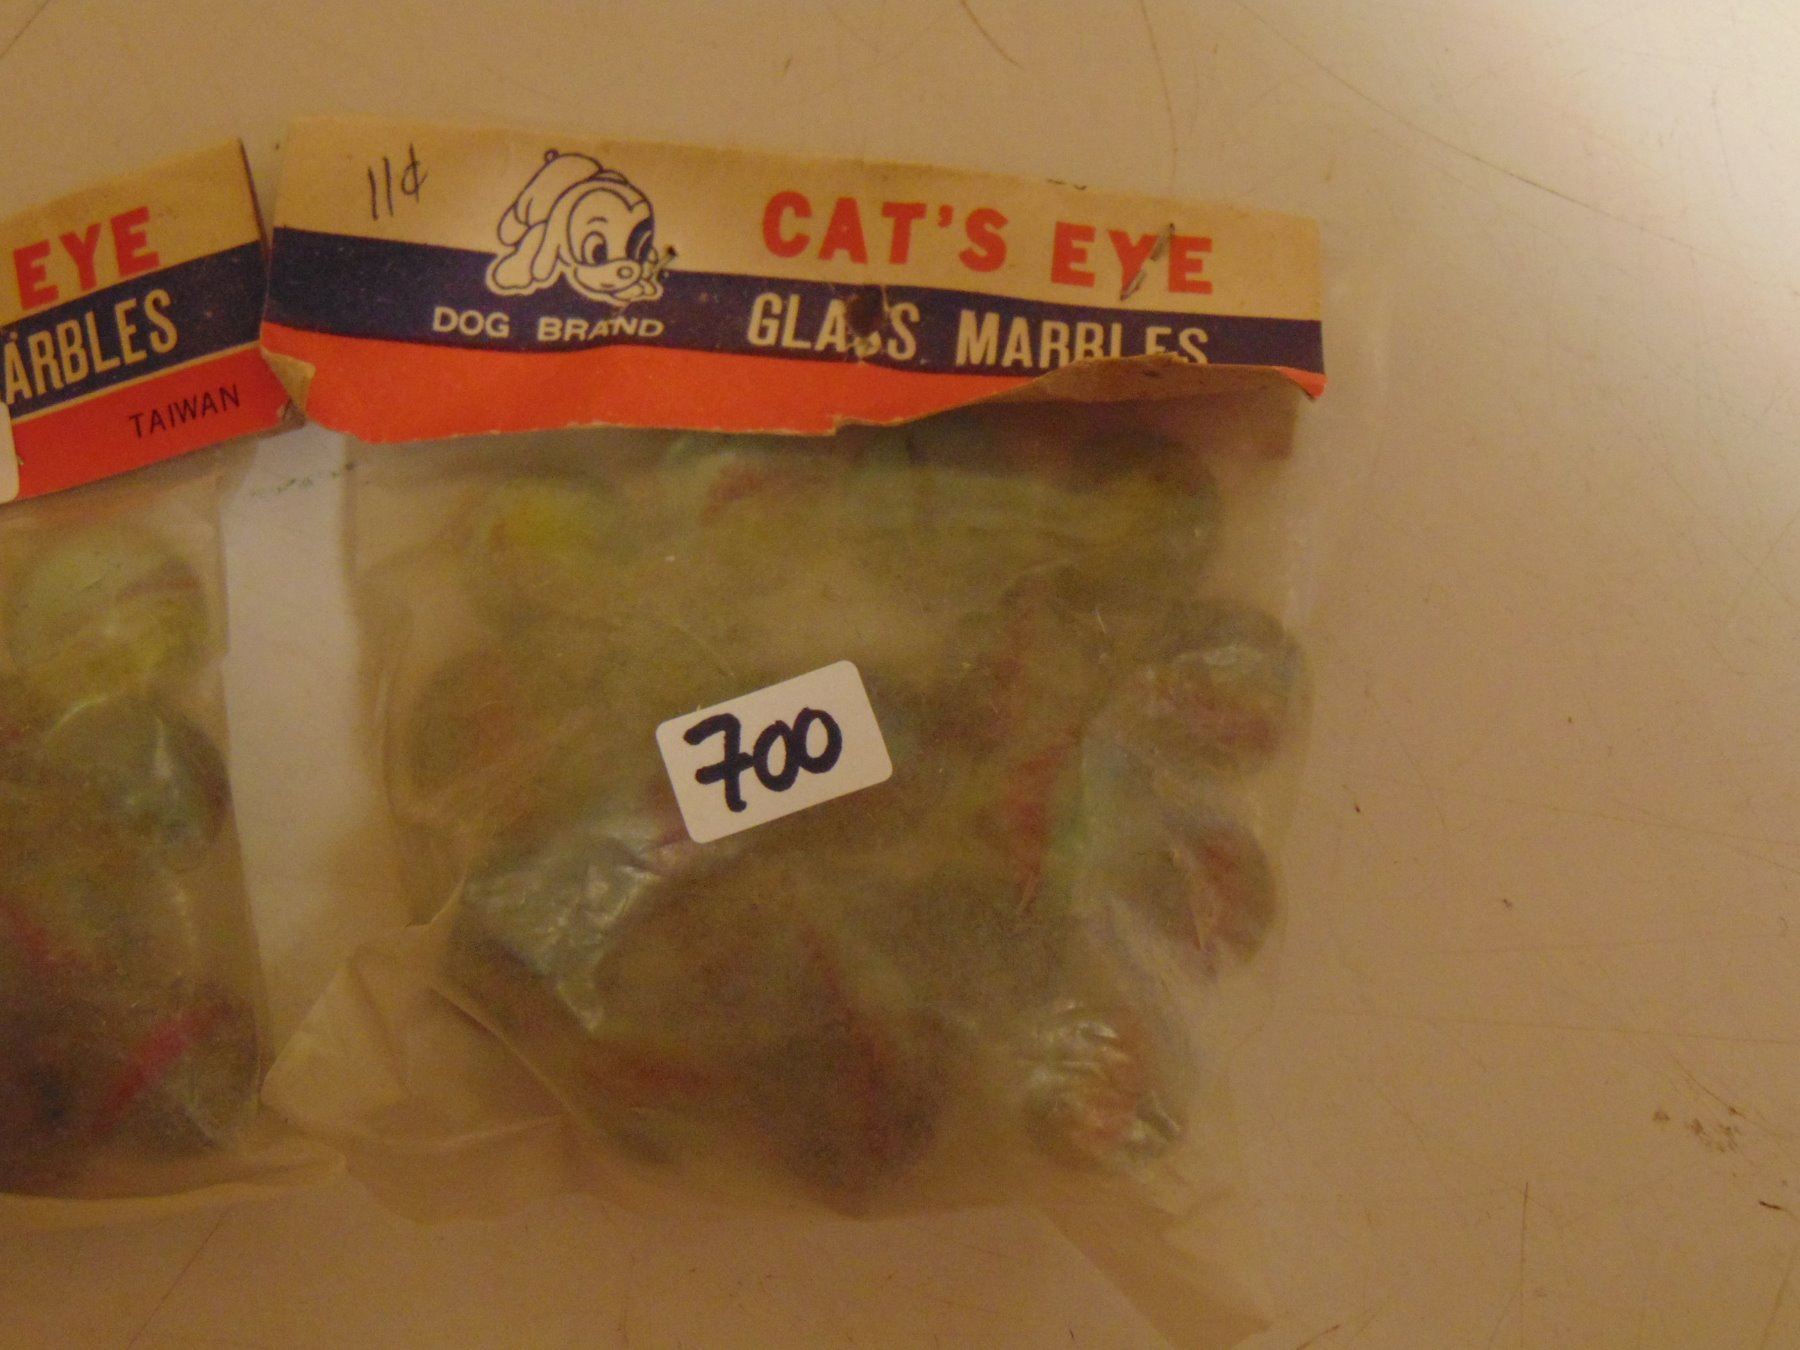 EYE
ARBLES
TAIWAN
11¢
CAT'S EYE
DOG BRAND
GLASS MARBLES
700